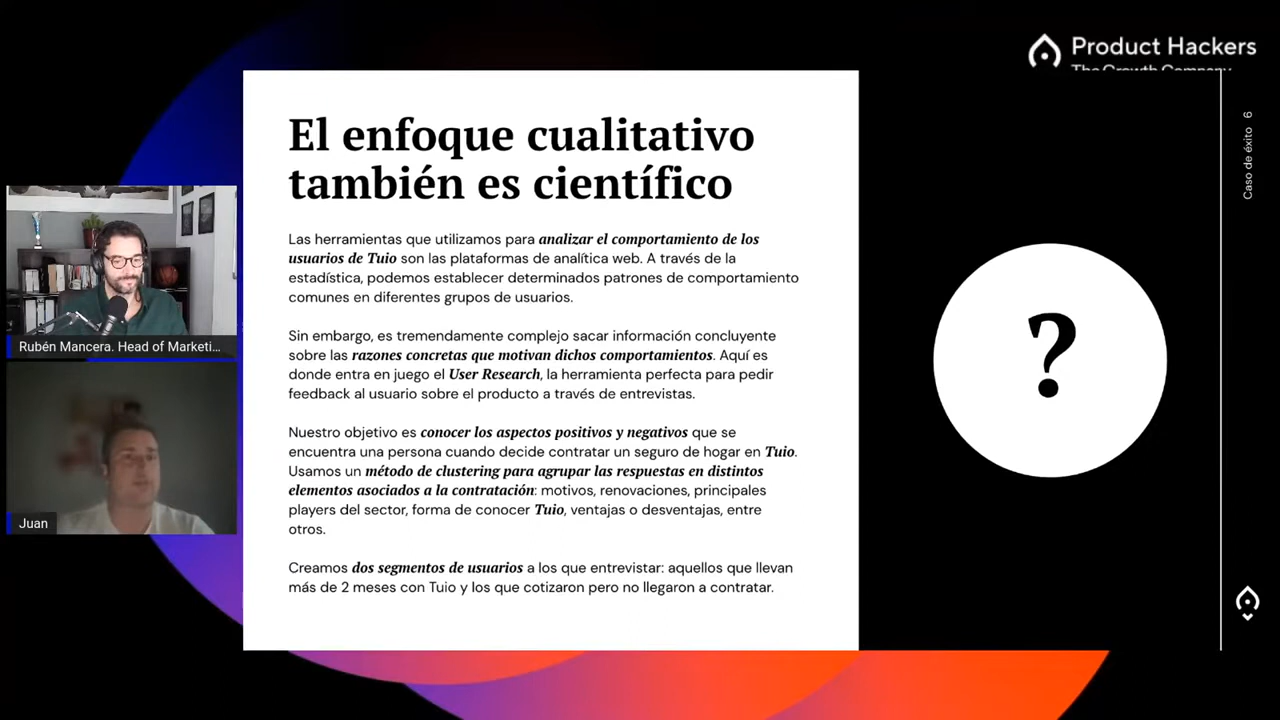 Product Hackers
The Growth Company
El enfoque cualitativo
también es científico
Las herramientas que utilizamos para analizar el comportamiento de los
usuarios de Tuio son las plataformas de analítica web. A través de la
estadística, podemos establecer determinados patrones de comportamiento
comunes en diferentes grupos de usuarios.
Sin embargo, es tremendamente complejo sacar información concluyente
sobre las razones concretas que motivan dichos comportamientos. Aquí es
donde entra en juego el User Research, la herramienta perfecta para pedir
feedback al usuario sobre el producto a través de entrevistas.
Nuestro objetivo es conocer los aspectos positivos y negativos que se
encuentra una persona cuando decide contratar un seguro de hogar en Tuio.
Usamos un método de clustering para agrupar las respuestas en distintos
elementos asociados a la contratación: motivos, renovaciones, principales
players del sector, forma de conocer Tuio, ventajas o desventajas, entre
otros.
Creamos dos segmentos de usuarios a los que entrevistar: aquellos que llevan
más de 2 meses con Tuio y los que cotizaron pero no llegaron a contratar.
?
Caso de éxito 6
Rubén Mancera. Head of Marketi...
Juan